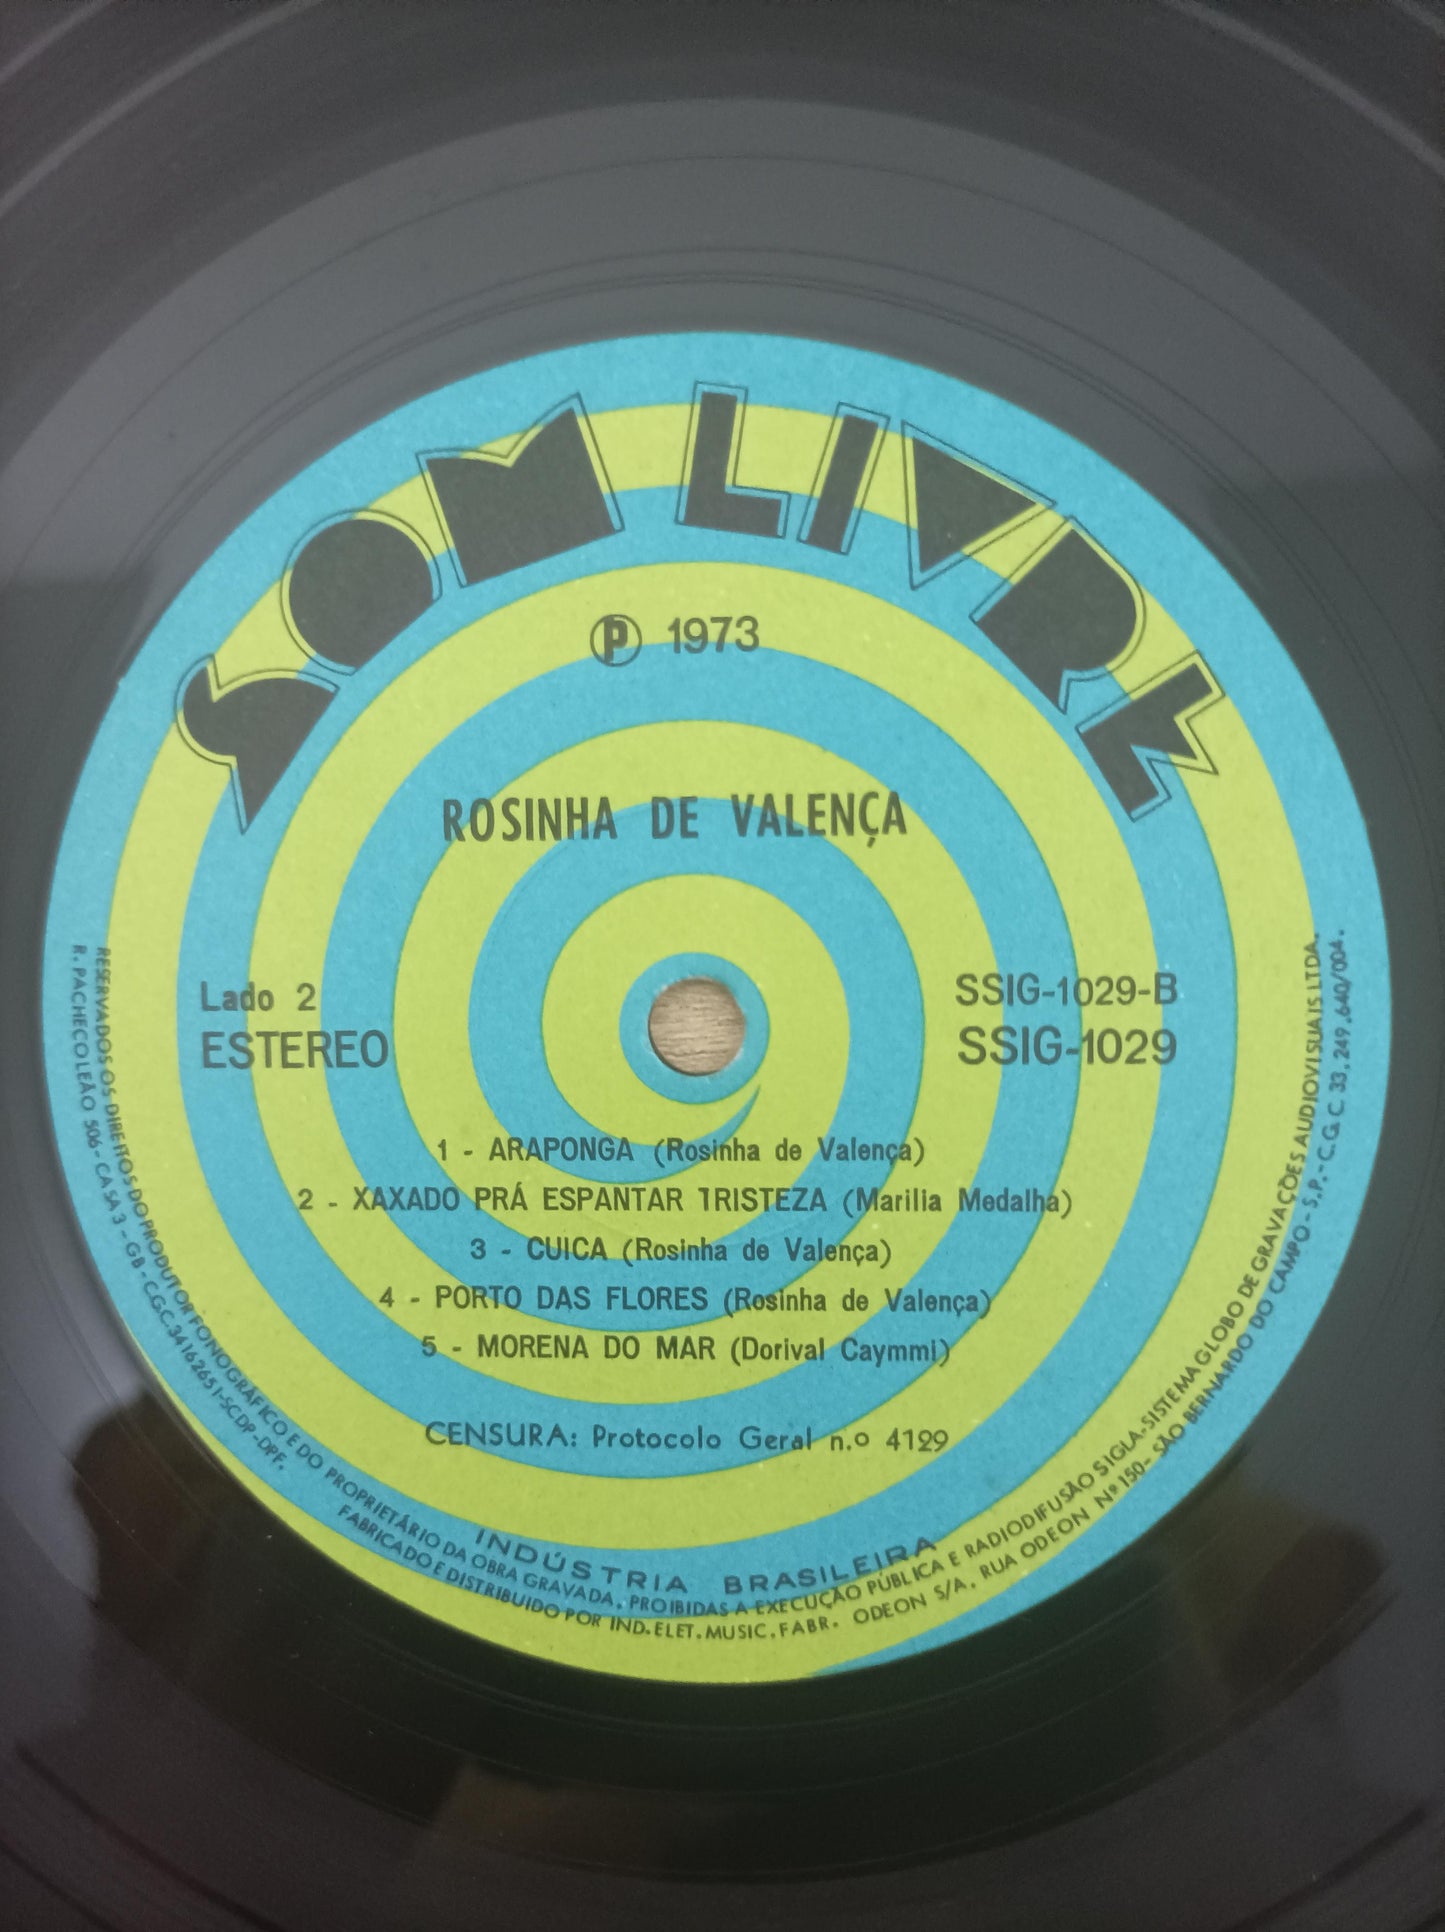 SOM LIVRE
Ⓟ 1973
ROSINHA DE VALENÇA
Lado 2
ESTEREO
SSIG-1029-B
SSIG-1029
1 - ARAPONGA (Rosinha de Valença)
2 - XAXADO PRÁ ESPANTAR TRISTEZA (Marilia Medalha)
3 - CUICA (Rosinha de Valença)
4 - PORTO DAS FLORES (Rosinha de Valença)
5 - MORENA DO MAR (Dorival Caymmi)
CENSURA: Protocolo Geral n.o 4129
INDÚSTRIA BRASILEIRA
RESERVADOS OS DIREITOS DO PRODUTOR FONOGRÁFICO E DO PROPRIETÁRIO DA OBRA GRAVADA. PROIBIDAS A EXECUÇÃO PÚBLICA E RADIODIFUSÃO SIGLA-SISTEMA GLOBO DE GRAVAÇÕES AUDIOVISUAIS LTDA.
R. PACHECO LEÃO 506 - CASA 3 - GB - C.G.C. 34162651-SCDP-DPF. FABRICADO E DISTRIBUIDO POR IND. ELET. MUSIC. FABR. ODEON S/A. RUA ODEON Nº 150 - SÃO BERNARDO DO CAMPO - S.P. - C.G.C. 33.249.640/004.